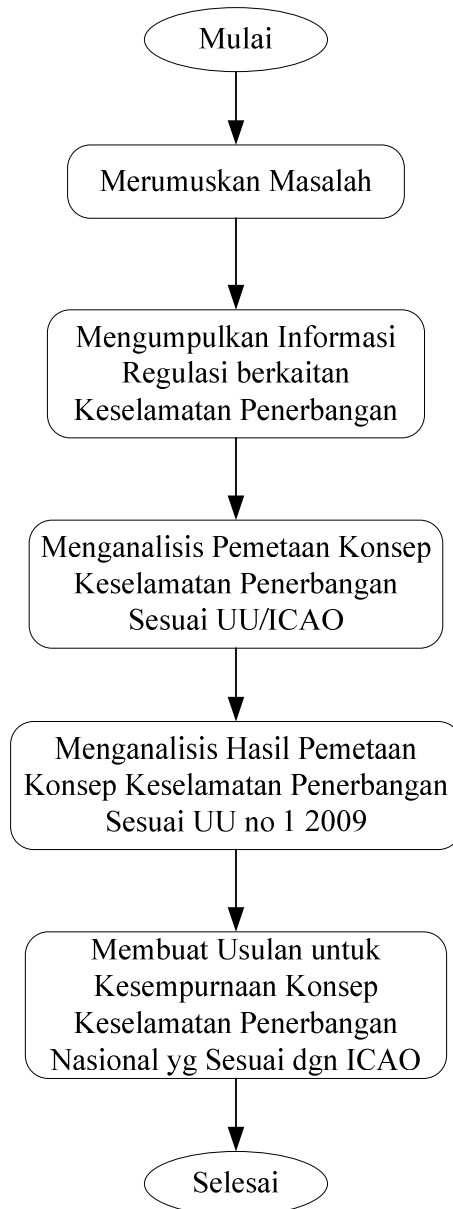 Mulai
Merumuskan Masalah
Mengumpulkan Informasi
Regulasi berkaitan
Keselamatan Penerbangan
Menganalisis Pemetaan Konsep
Keselamatan Penerbangan
Sesuai UU/ICAO
Menganalisis Hasil Pemetaan
Konsep Keselamatan Penerbangan
Sesuai UU no 1 2009
Membuat Usulan untuk
Kesempurnaan Konsep
Keselamatan Penerbangan
Nasional yg Sesuai dgn ICAO
Selesai